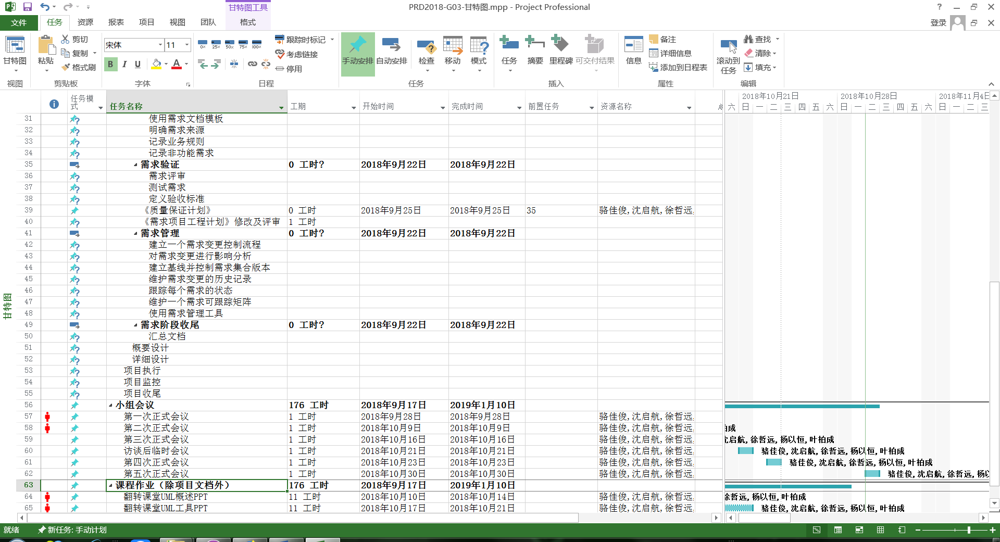 PRD2018-G03-甘特图.mpp - Project Professional
甘特图工具
文件 任务 资源 报表 项目 视图 团队 格式 登录
甘特图 粘贴 剪切 复制 格式刷
宋体 11
B I U A
0% 25% 50% 75% 100%
跟踪时标记 考虑链接 停用
手动安排 自动安排 检查 移动 模式
任务 摘要 里程碑 可交付结果
信息 备注 详细信息 添加到日程表
滚动到任务 查找 清除 填充
视图 剪贴板 字体 日程 任务 插入 属性 编辑
任务模式 任务名称 工期 开始时间 完成时间 前置任务 资源名称
2018年10月21日 2018年10月28日
六 日 一 二 三 四 五 六 日 一 二 三 四 五 六 日 一 二 三
31 使用需求文档模板
32 明确需求来源
33 记录业务规则
34 记录非功能需求
35 需求验证 0 工时? 2018年9月22日 2018年9月22日
36 需求评审
37 测试需求
38 定义验收标准
39 《质量保证计划》 0 工时 2018年9月25日 2018年9月25日 35 骆佳俊,沈启航,徐哲远,
40 《需求项目工程计划》修改及评审 1 工时
41 需求管理 0 工时? 2018年9月22日 2018年9月22日
42 建立一个需求变更控制流程
43 对需求变更进行影响分析
44 建立基线并控制需求集合版本
45 维护需求变更的历史记录
46 跟踪每个需求的状态
47 维护一个需求可跟踪矩阵
48 使用需求管理工具
49 需求阶段收尾 0 工时? 2018年9月22日 2018年9月22日
50 汇总文档
51 概要设计
52 详细设计
53 项目执行
54 项目监控
55 项目收尾
56 小组会议 176 工时 2018年9月17日 2019年1月10日
57 第一次正式会议 1 工时 2018年9月28日 2018年9月28日 骆佳俊,沈启航,徐哲远,
58 第二次正式会议 1 工时 2018年10月9日 2018年10月9日 骆佳俊,沈启航,徐哲远, 柏成
59 第三次正式会议 1 工时 2018年10月16日 2018年10月16日 骆佳俊,沈启航,徐哲远, 启航,徐哲远,杨以恒,叶柏成
60 访谈后临时会议 1 工时 2018年10月21日 2018年10月21日 骆佳俊,沈启航,徐哲远, 骆佳俊,沈启航,徐哲远,杨以恒,叶柏成
61 第四次正式会议 1 工时 2018年10月23日 2018年10月23日 骆佳俊,沈启航,徐哲远, 骆佳俊,沈启航,徐哲远,杨以恒,叶柏成
62 第五次正式会议 1 工时 2018年10月30日 2018年10月30日 骆佳俊,沈启航,徐哲远, 骆佳俊,沈启航,徐哲远,杨以
63 课程作业（除项目文档外） 176 工时 2018年9月17日 2019年1月10日
64 翻转课堂UML概述PPT 11 工时 2018年10月10日 2018年10月14日 骆佳俊,沈启航,徐哲远, 徐哲远,杨以恒,叶柏成
65 翻转课堂UML工具PPT 11 工时 2018年10月17日 2018年10月21日 骆佳俊,沈启航,徐哲远, 骆佳俊,沈启航,徐哲远,杨以恒,叶柏成
甘特图
就绪 新任务: 手动计划